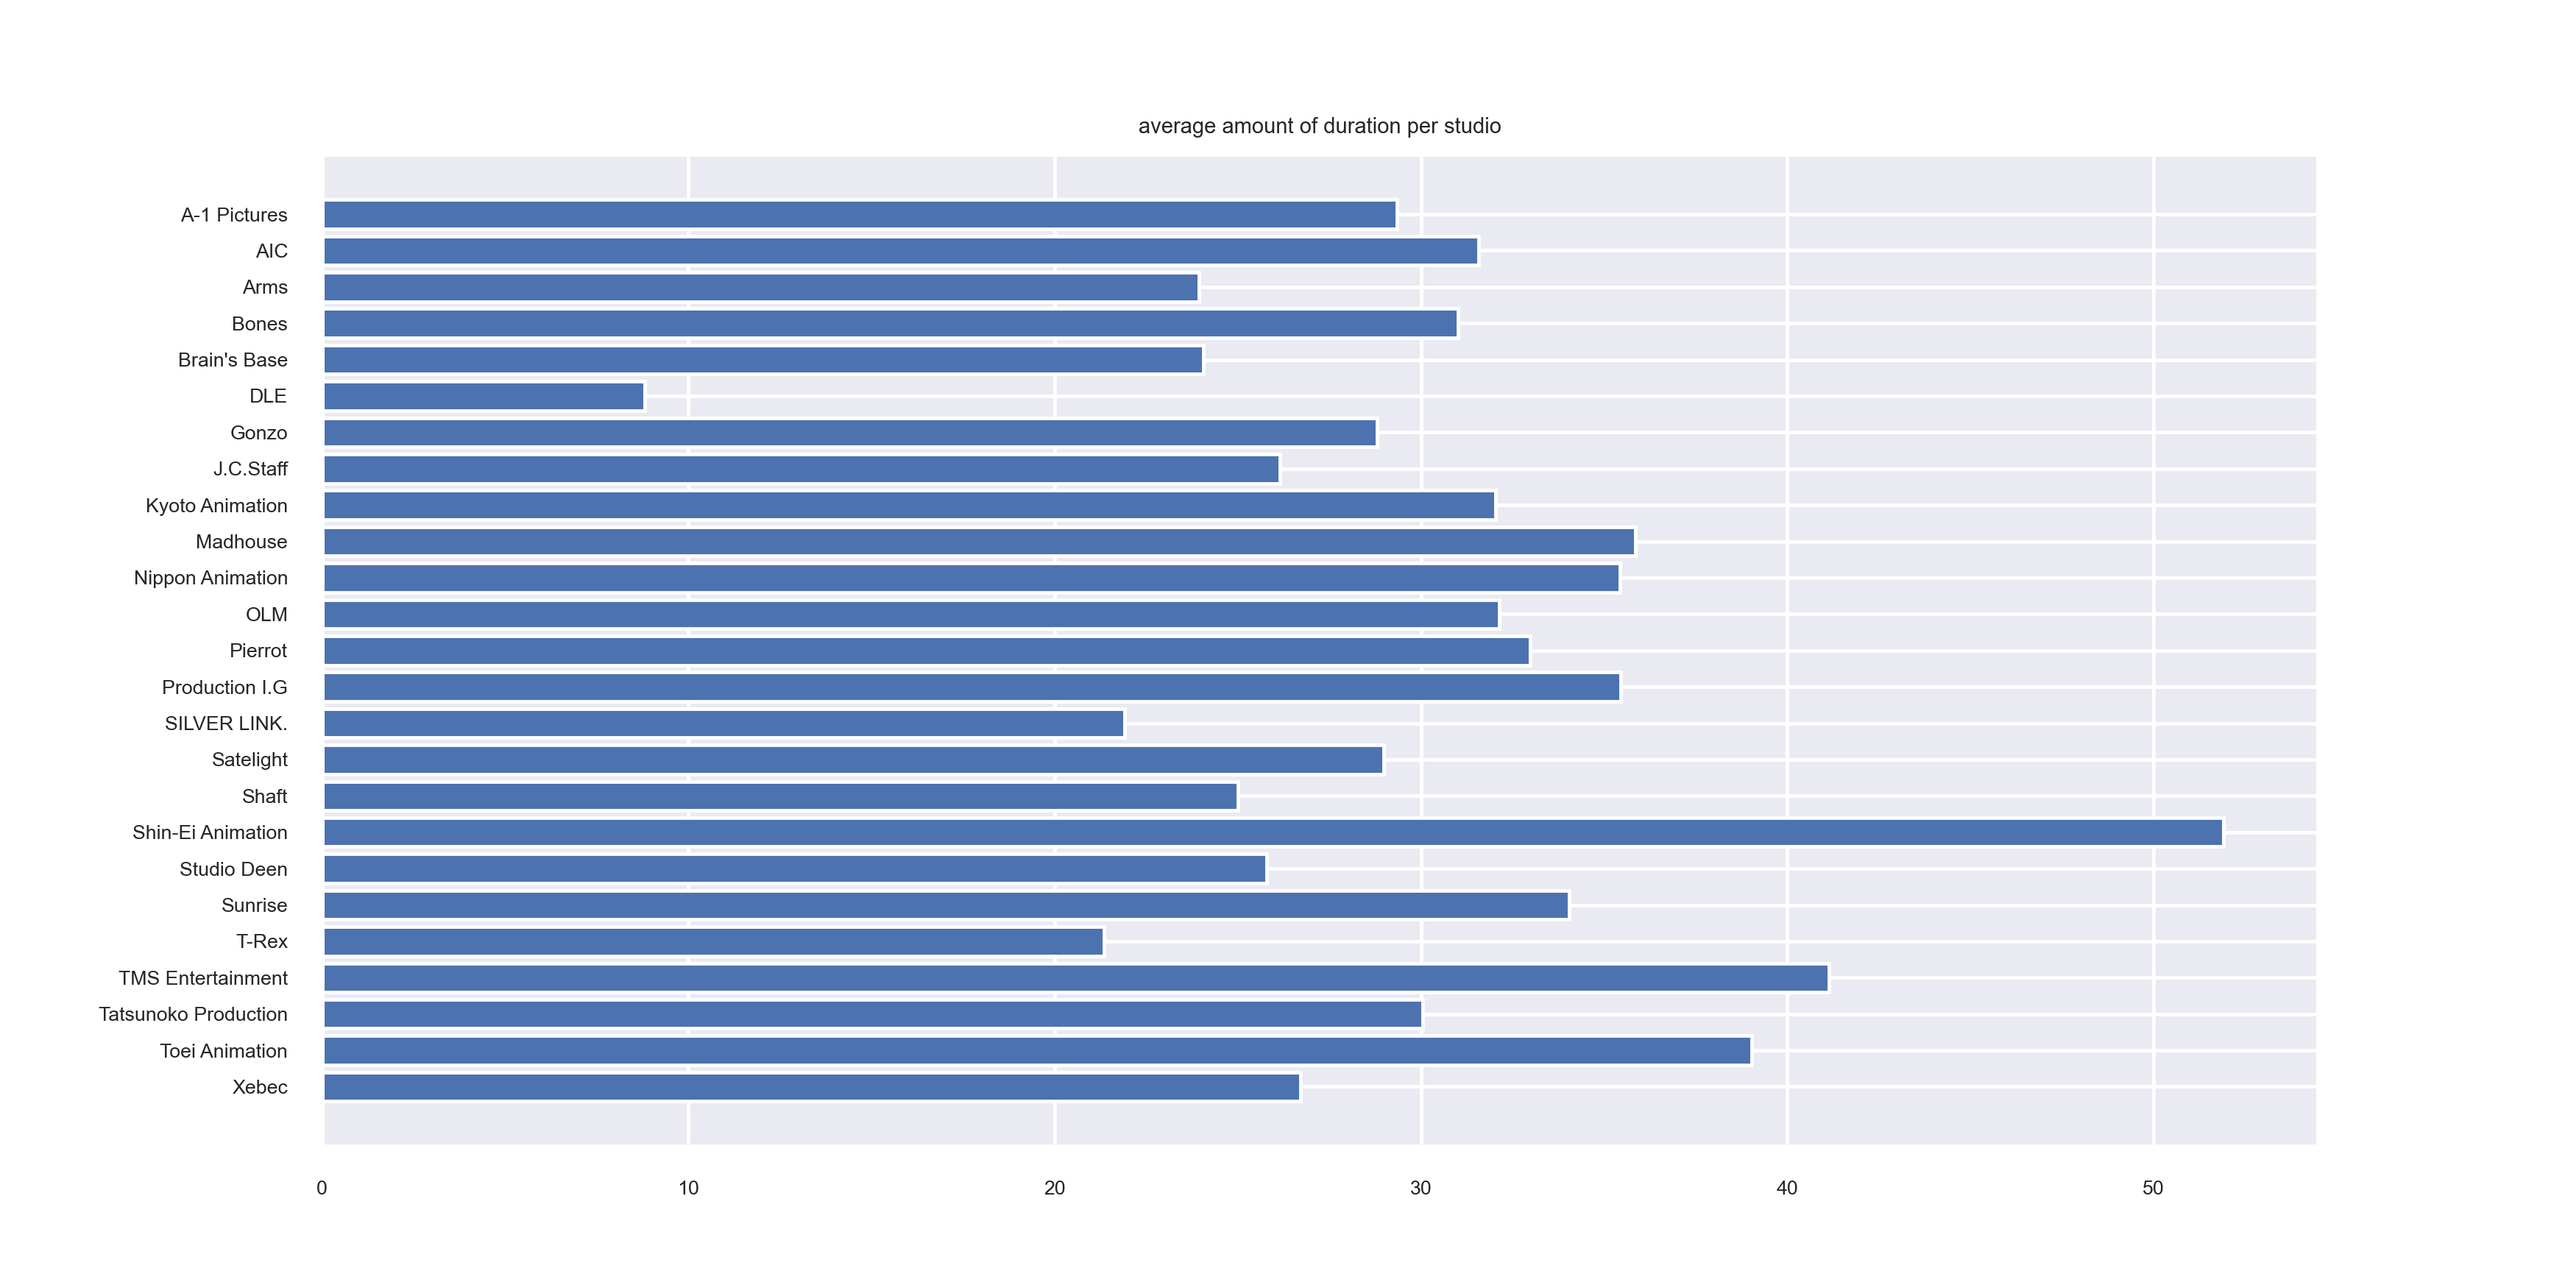 average amount of duration per studio
A-1 Pictures
AIC
Arms
Bones
Brain's Base
DLE
Gonzo
J.C.Staff
Kyoto Animation
Madhouse
Nippon Animation
OLM
Pierrot
Production I.G
SILVER LINK.
Satelight
Shaft
Shin-Ei Animation
Studio Deen
Sunrise
T-Rex
TMS Entertainment
Tatsunoko Production
Toei Animation
Xebec
0 10 20 30 40 50